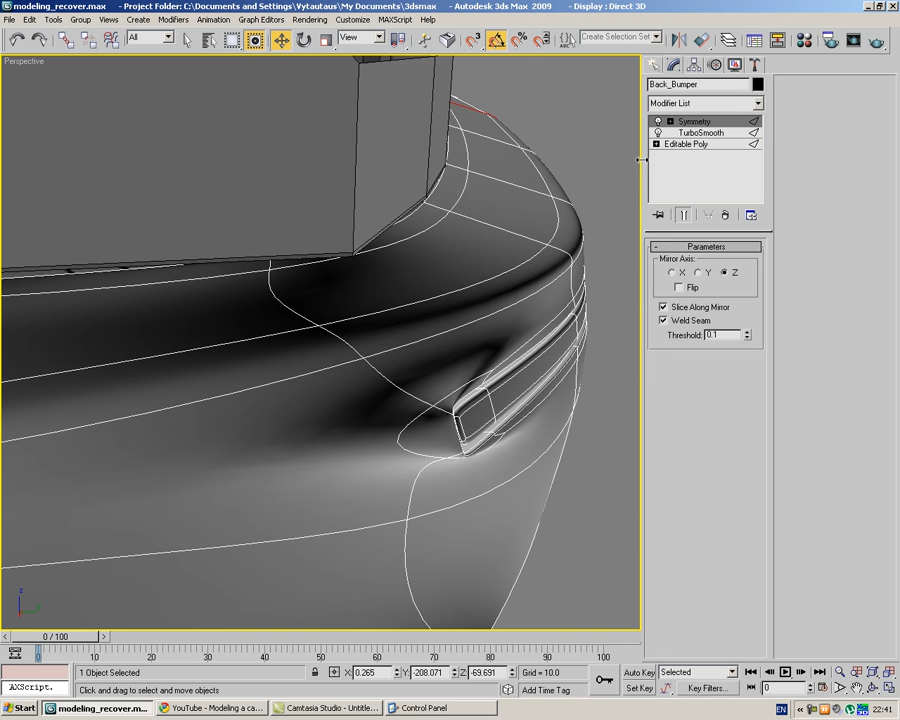 modeling_recover.max - Project Folder: C:\Documents and Settings\Vytautaus\My Documents\3dsmax - Autodesk 3ds Max 2009 - Display : Direct 3D
File Edit Tools Group Views Create Modifiers Animation Graph Editors Rendering Customize MAXScript Help
All View Create Selection Set
Perspective
Back_Bumper
Modifier List
Symmetry
TurboSmooth
Editable Poly
- Parameters
Mirror Axis:
X Y Z
Flip
Slice Along Mirror
Weld Seam
Threshold: 0.1
z
< 0 / 100 >
0 10 20 30 40 50 60 70 80 90 100
1 Object Selected X: 0.265 Y: -208.071 Z: -69.691 Grid = 10.0 Auto Key Selected
AXScript. Click and drag to select and move objects Add Time Tag Set Key Key Filters... 0
Start modeling_recover.m... YouTube - Modeling a ca... Camtasia Studio - Untitle... Control Panel EN « 22:41